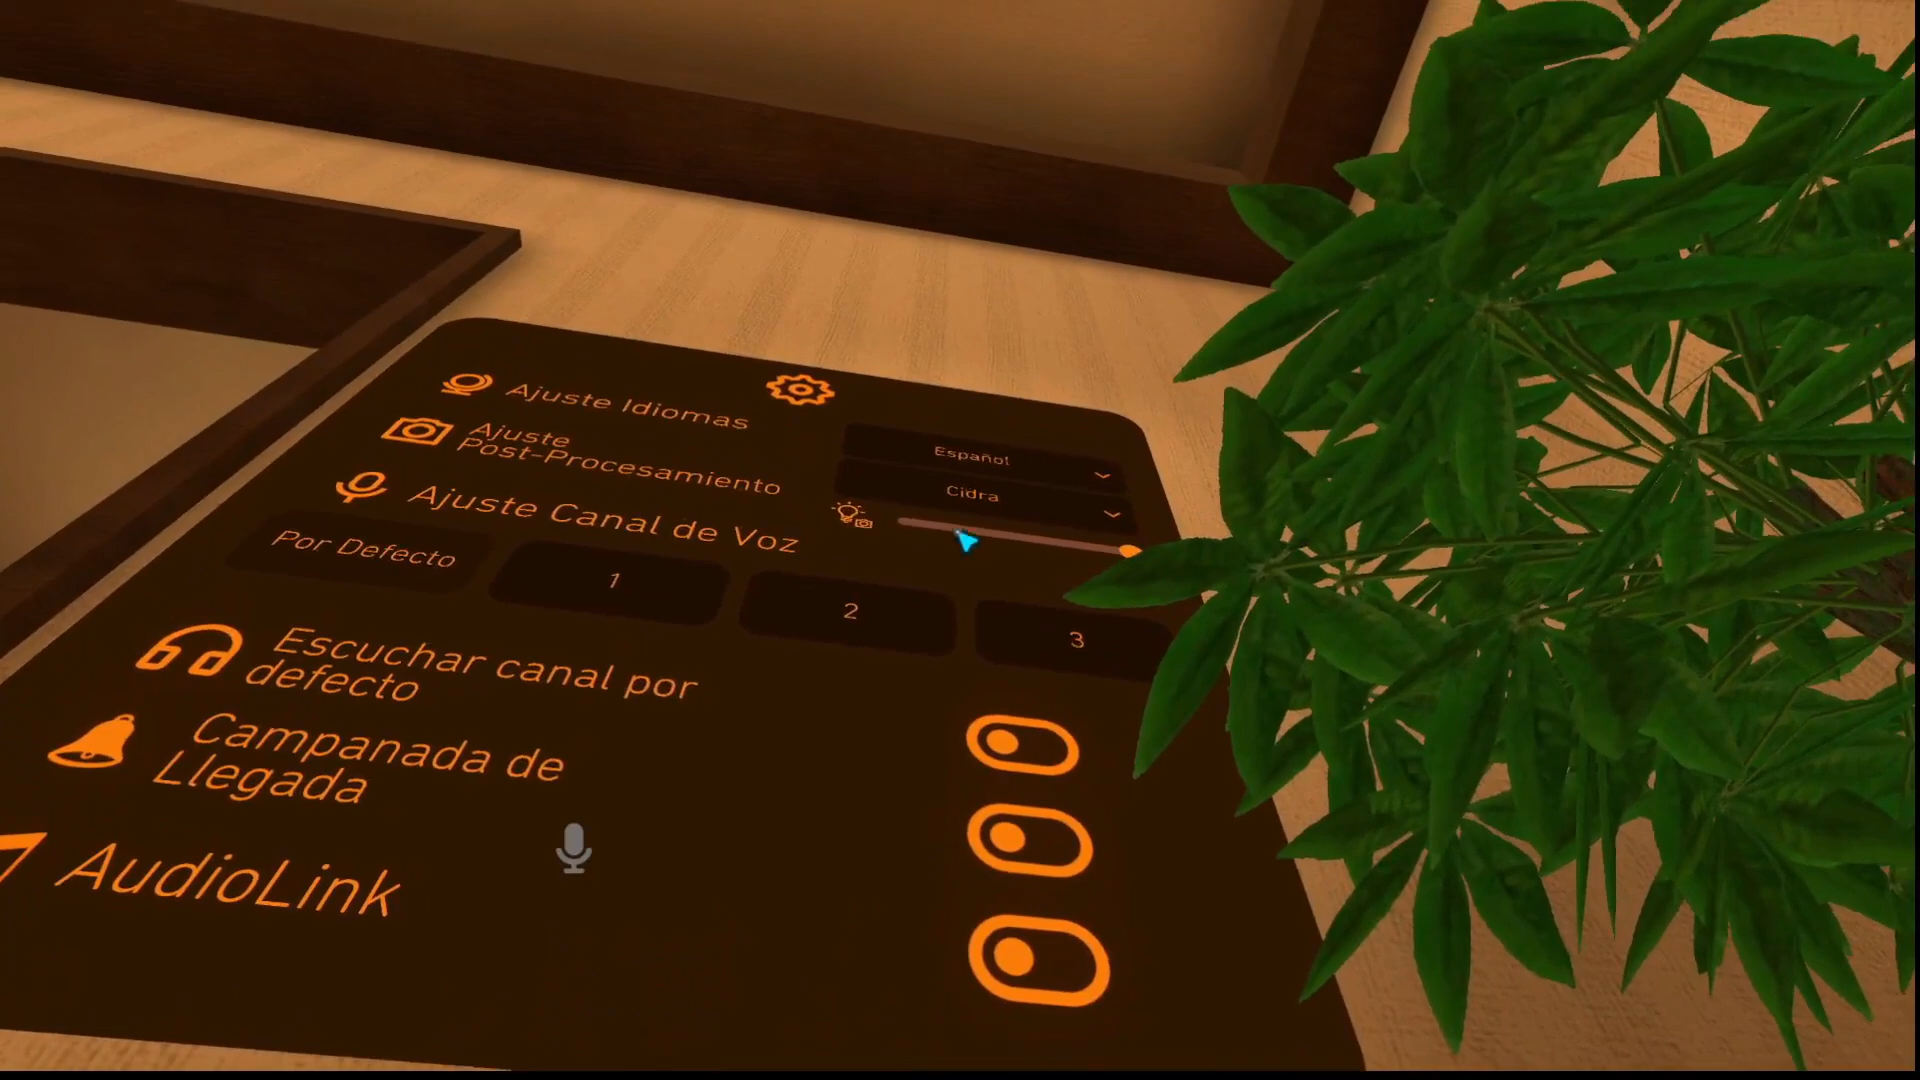 Ajuste Idiomas
Español
Ajuste
Post-Procesamiento
Cidra
Ajuste Canal de Voz
Por Defecto
1
2
3
Escuchar canal por
defecto
Campanada de
Llegada
AudioLink